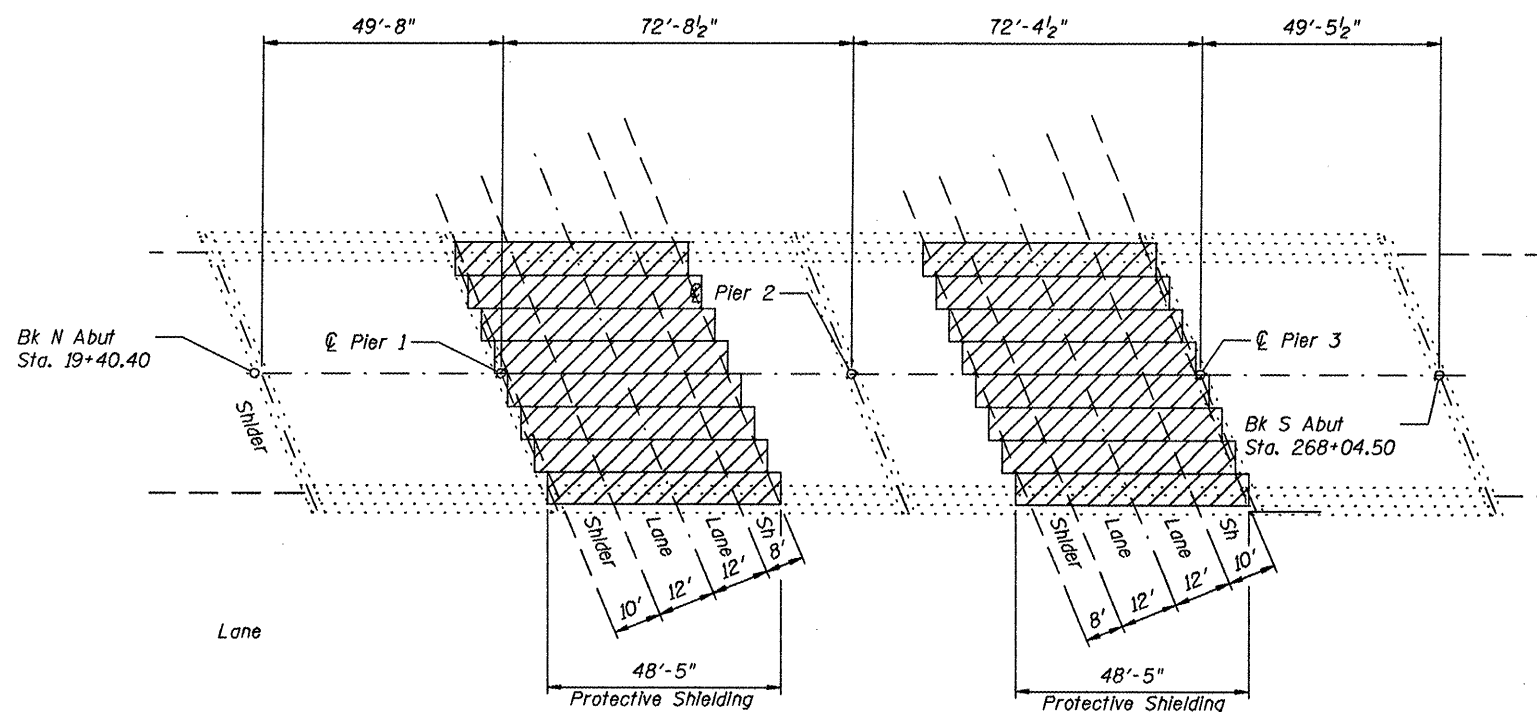 49'-8"
72'-8½"
72'-4½"
49'-5½"
Bk N Abut
Sta. 19+40.40
℄ Pier 1
℄ Pier 2
℄ Pier 3
Bk S Abut
Sta. 268+04.50
Shlder
Shlder
Lane
Lane
Sh
10'
12'
12'
8'
Shlder
Lane
Lane
Sh
8'
12'
12'
10'
Lane
48'-5"
Protective Shielding
48'-5"
Protective Shielding